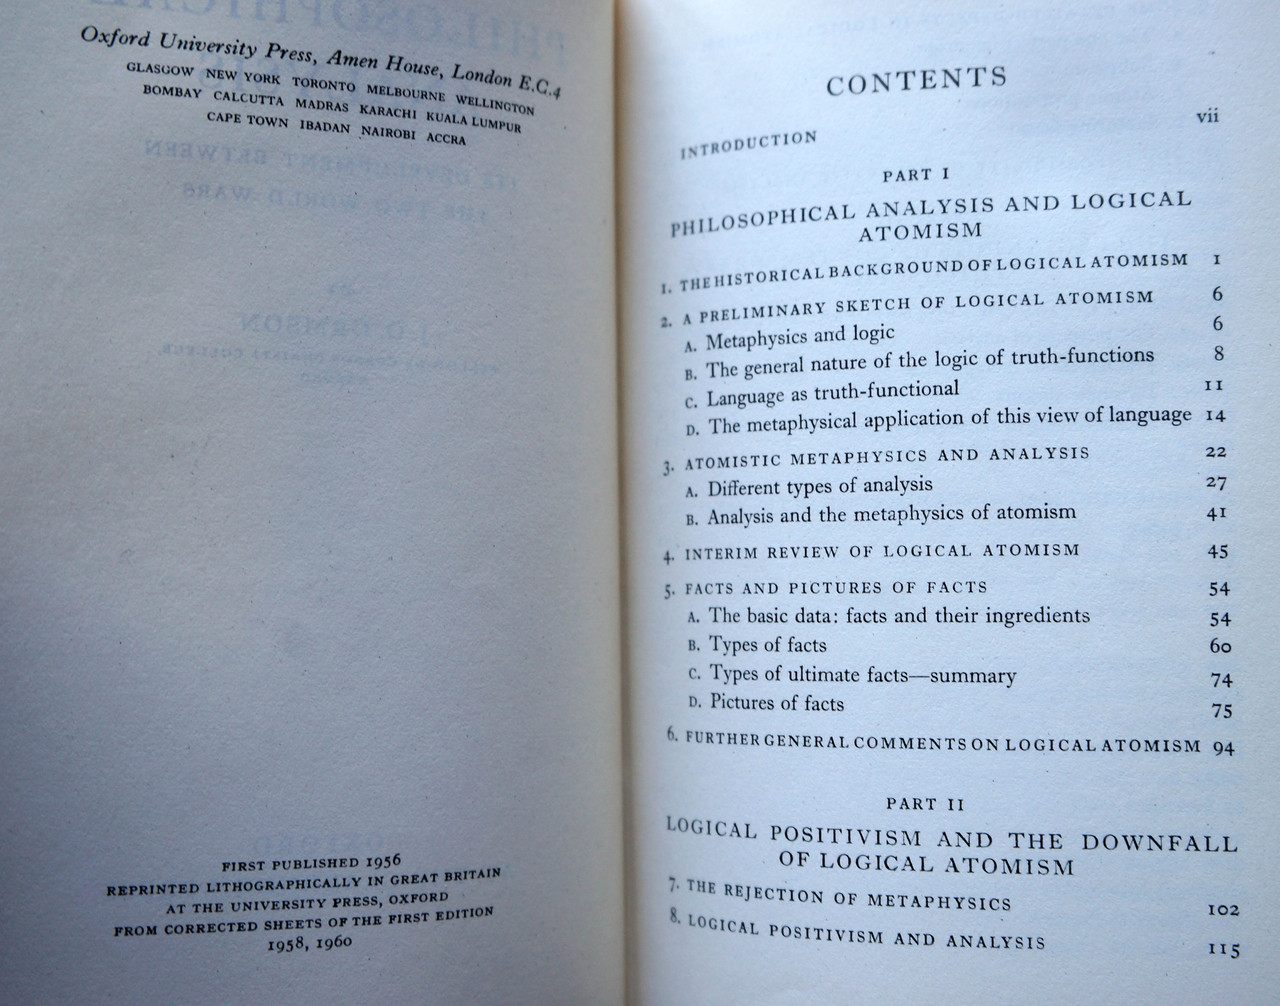 Oxford University Press, Amen House, London E.C.4
GLASGOW NEW YORK TORONTO MELBOURNE WELLINGTON
BOMBAY CALCUTTA MADRAS KARACHI KUALA LUMPUR
CAPE TOWN IBADAN NAIROBI ACCRA
FIRST PUBLISHED 1956
REPRINTED LITHOGRAPHICALLY IN GREAT BRITAIN
AT THE UNIVERSITY PRESS, OXFORD
FROM CORRECTED SHEETS OF THE FIRST EDITION
1958, 1960
CONTENTS
INTRODUCTION vii
PART I
PHILOSOPHICAL ANALYSIS AND LOGICAL
ATOMISM
1. THE HISTORICAL BACKGROUND OF LOGICAL ATOMISM 1
2. A PRELIMINARY SKETCH OF LOGICAL ATOMISM 6
A. Metaphysics and logic 6
B. The general nature of the logic of truth-functions 8
C. Language as truth-functional 11
D. The metaphysical application of this view of language 14
3. ATOMISTIC METAPHYSICS AND ANALYSIS 22
A. Different types of analysis 27
B. Analysis and the metaphysics of atomism 41
4. INTERIM REVIEW OF LOGICAL ATOMISM 45
5. FACTS AND PICTURES OF FACTS 54
A. The basic data: facts and their ingredients 54
B. Types of facts 60
C. Types of ultimate facts—summary 74
D. Pictures of facts 75
6. FURTHER GENERAL COMMENTS ON LOGICAL ATOMISM 94
PART II
LOGICAL POSITIVISM AND THE DOWNFALL
OF LOGICAL ATOMISM
7. THE REJECTION OF METAPHYSICS 102
8. LOGICAL POSITIVISM AND ANALYSIS 115